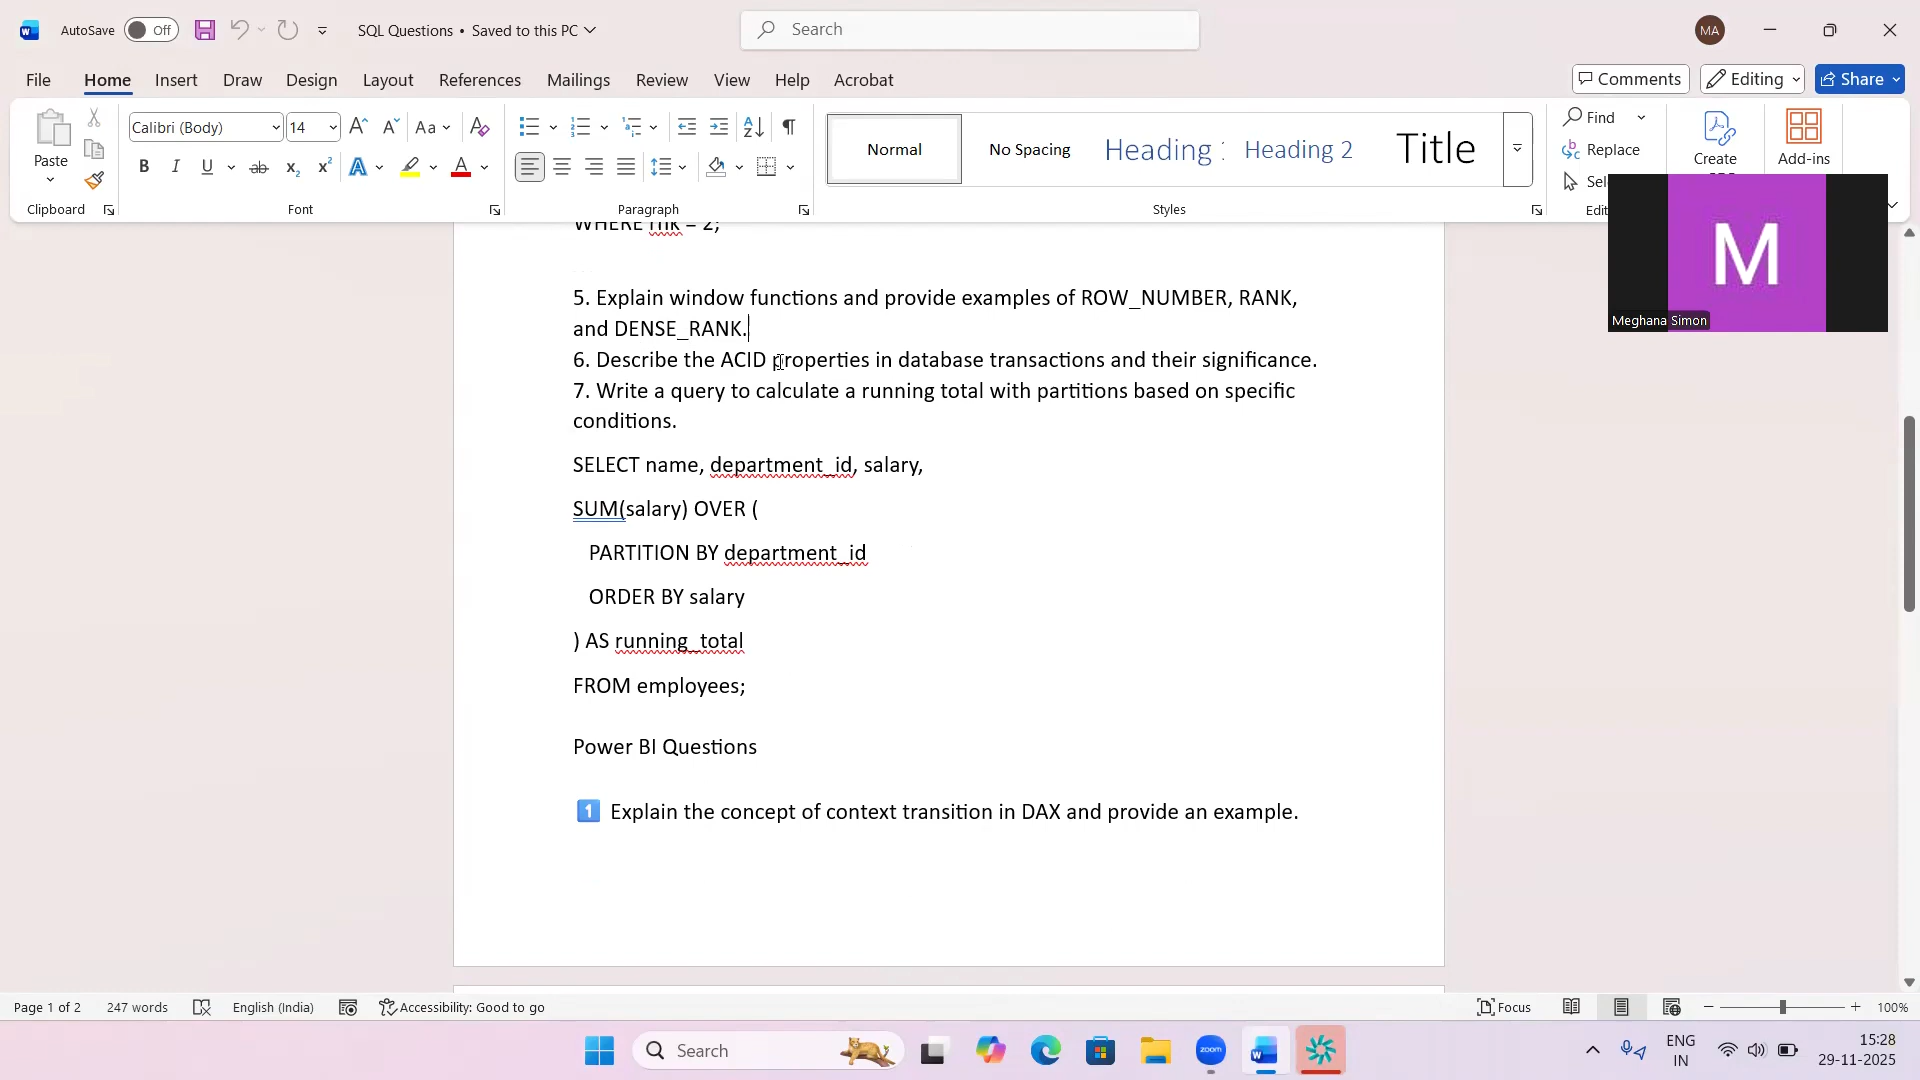 AutoSave Off SQL Questions • Saved to this PC Search MA
File Home Insert Draw Design Layout References Mailings Review View Help Acrobat Comments Editing Share
Paste Calibri (Body) 14 Aa Normal No Spacing Heading Heading 2 Title Find Replace Create Add-ins
Clipboard Font Paragraph Styles
M
Meghana Simon
WHERE rnk = 2;
5. Explain window functions and provide examples of ROW_NUMBER, RANK,
and DENSE_RANK.
6. Describe the ACID properties in database transactions and their significance.
7. Write a query to calculate a running total with partitions based on specific
conditions.
SELECT name, department_id, salary,
SUM(salary) OVER (
PARTITION BY department_id
ORDER BY salary
) AS running_total
FROM employees;
Power BI Questions
1 Explain the concept of context transition in DAX and provide an example.
Page 1 of 2 247 words English (India) Accessibility: Good to go Focus 100%
Search zoom ENG IN 15:28
29-11-2025